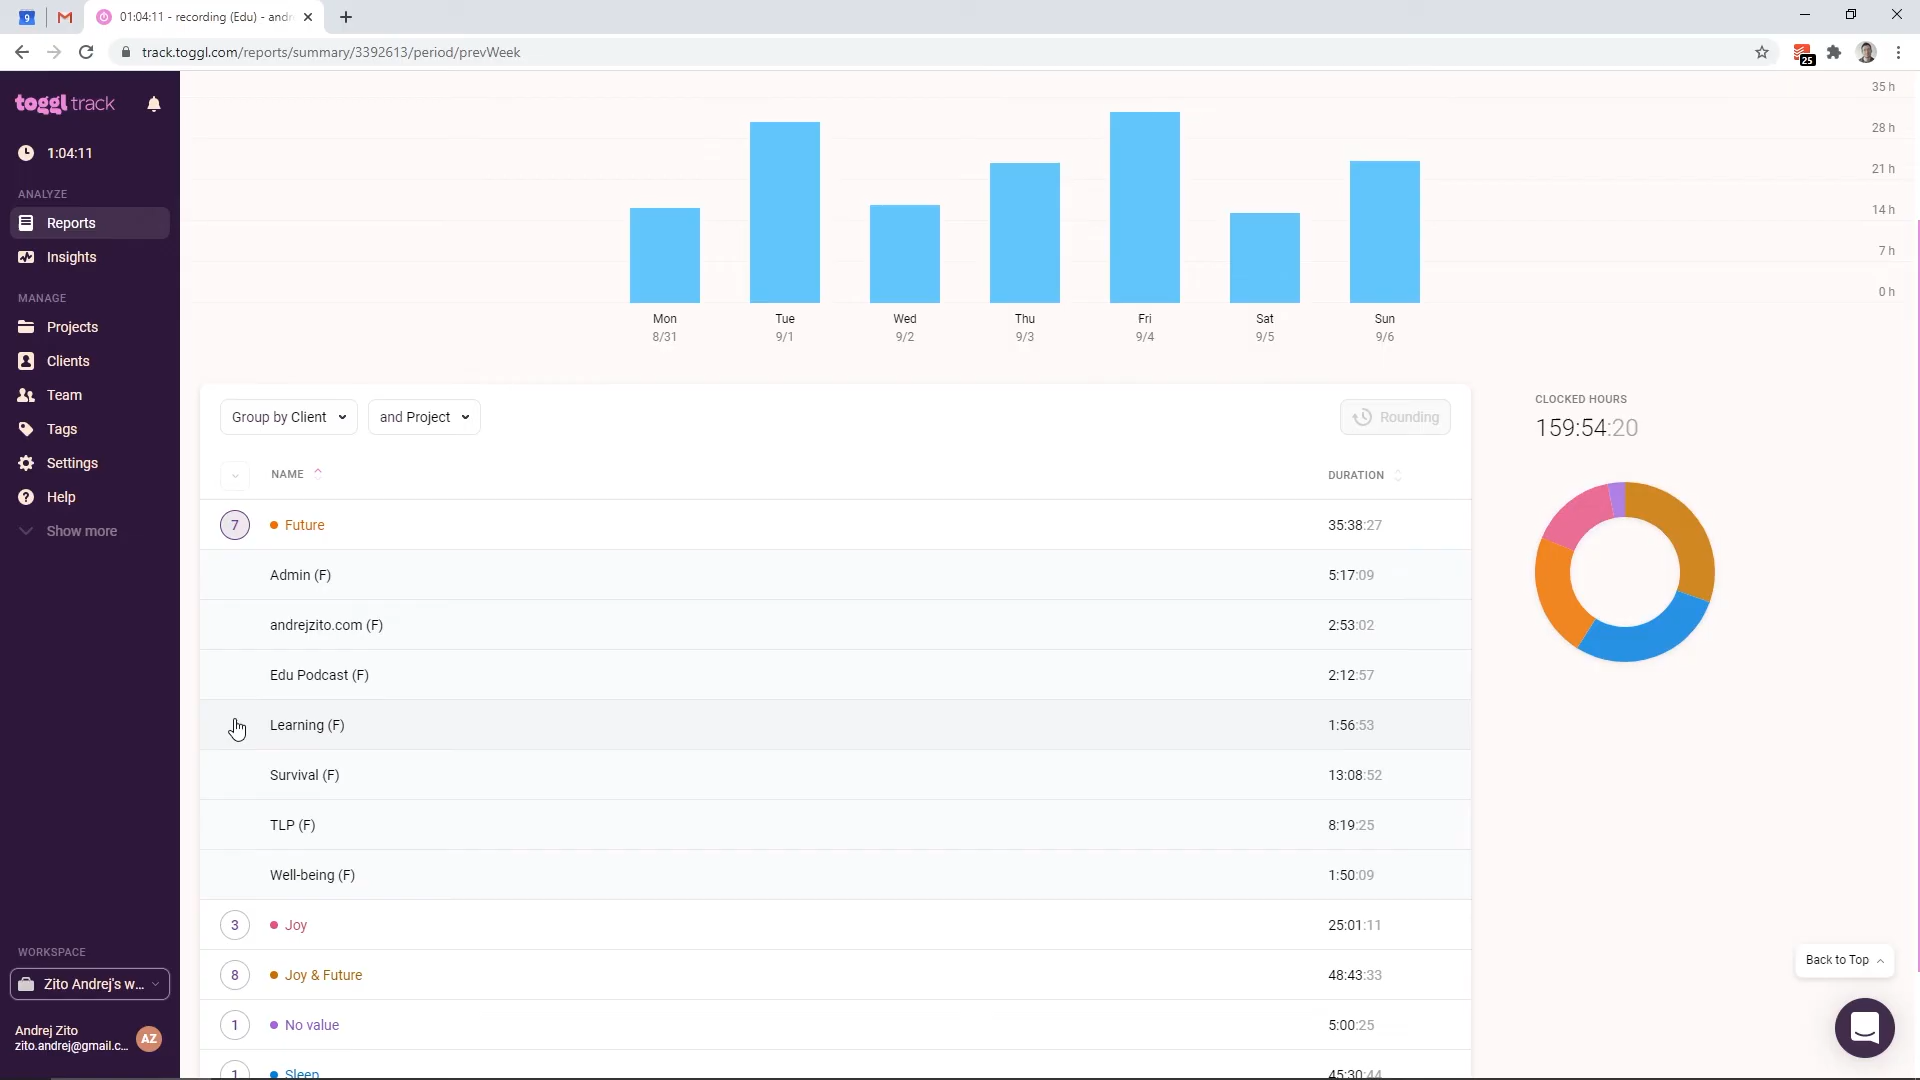 9
01:04:11 - recording (Edu) - andr
track.toggl.com/reports/summary/3392613/period/prevWeek
25
toggl track
1:04:11
ANALYZE
Reports
Insights
MANAGE
Projects
Clients
Team
Tags
Settings
Help
Show more
WORKSPACE
Zito Andrej's w...
Andrej Zito
zito.andrej@gmail.c...
AZ
35 h
28 h
21 h
14 h
7 h
0 h
Mon Tue Wed Thu Fri Sat Sun
8/31 9/1 9/2 9/3 9/4 9/5 9/6
Group by Client and Project Rounding
NAME DURATION
7 Future 35:38:27
Admin (F) 5:17:09
andrejzito.com (F) 2:53:02
Edu Podcast (F) 2:12:57
Learning (F) 1:56:53
Survival (F) 13:08:52
TLP (F) 8:19:25
Well-being (F) 1:50:09
3 Joy 25:01:11
8 Joy & Future 48:43:33
1 No value 5:00:25
1 Sleep 45:30:44
CLOCKED HOURS
159:54:20
Back to Top